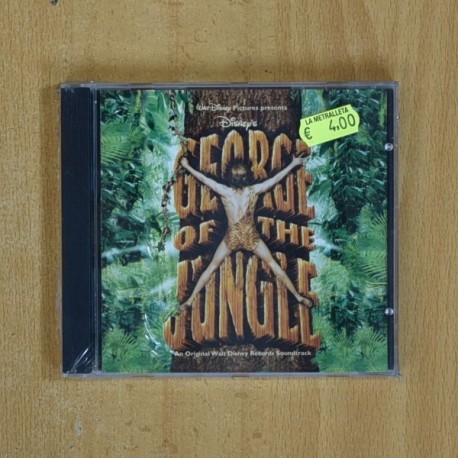 Walt Disney Pictures presents
Disney's
GEORGE
OF THE
JUNGLE
An Original Walt Disney Records Soundtrack
LA METRALLETA
€ 4,00